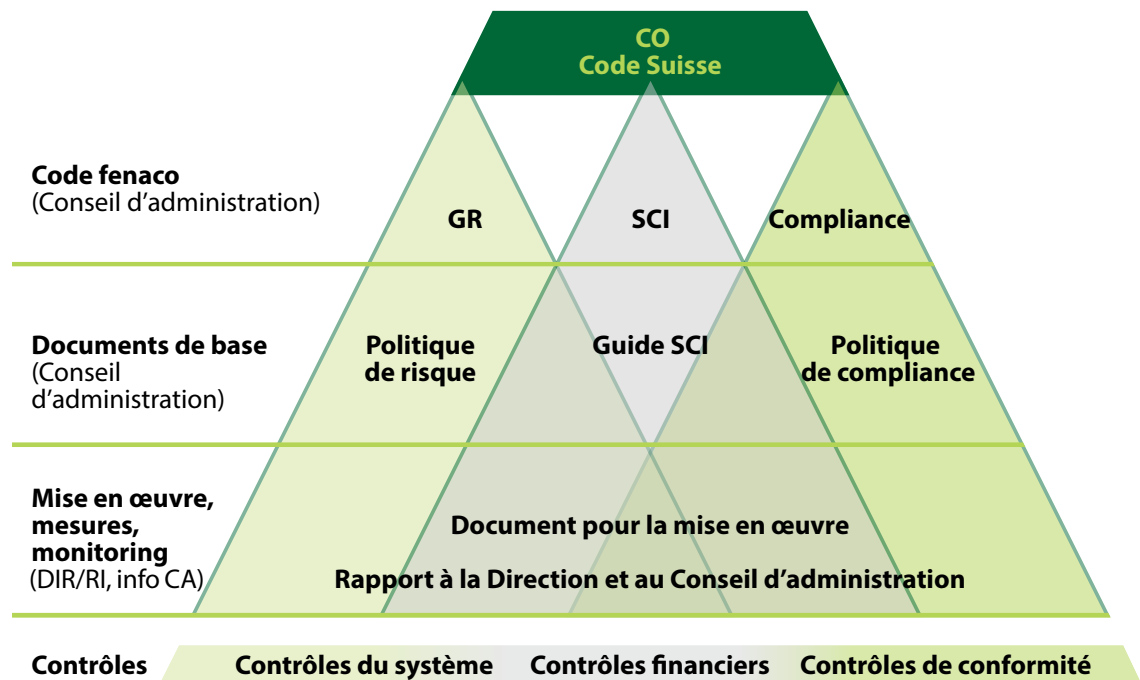 CO
Code Suisse
Code fenaco
(Conseil d’administration)
GR
SCI
Compliance
Documents de base
(Conseil
d’administration)
Politique
de risque
Guide SCI
Politique
de compliance
Mise en œuvre,
mesures,
monitoring
(DIR/RI, info CA)
Document pour la mise en œuvre
Rapport à la Direction et au Conseil d’administration
Contrôles
Contrôles du système
Contrôles financiers
Contrôles de conformité